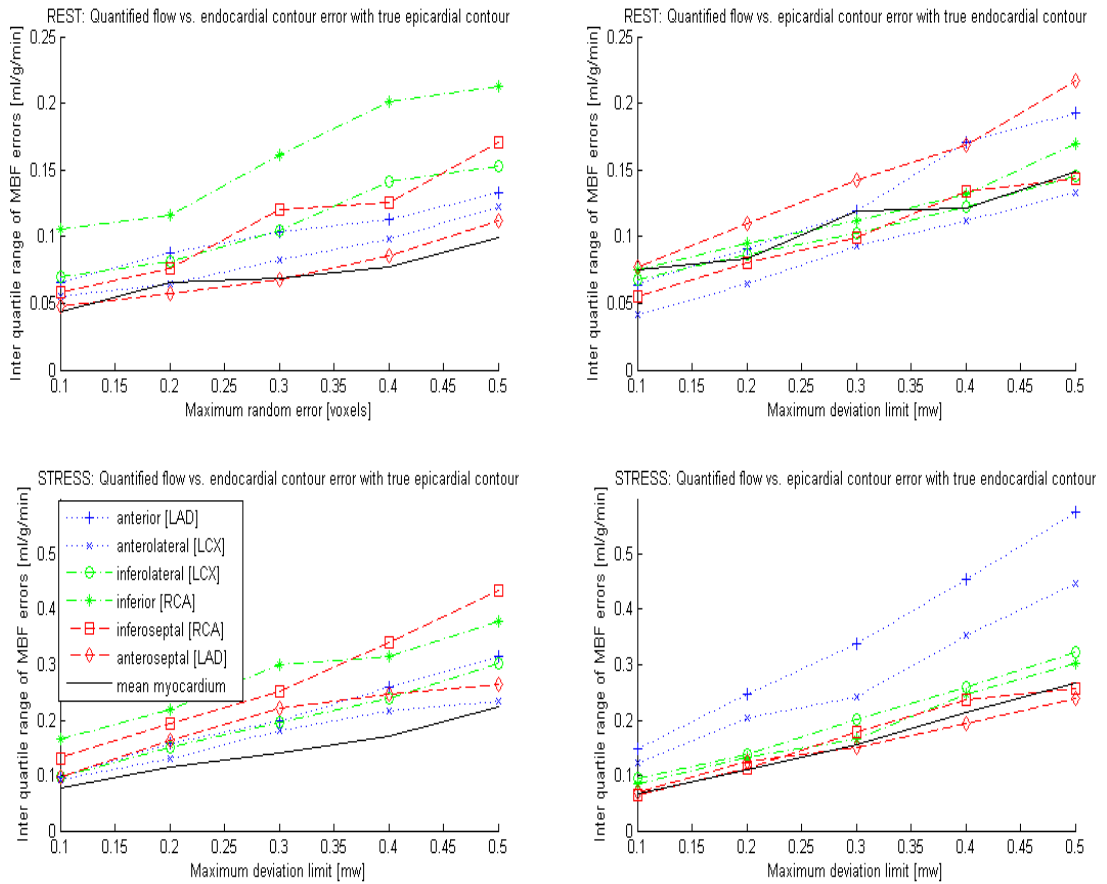 REST: Quantified flow vs. endocardial contour error with true epicardial contour
Inter quartile range of MBF errors [ml/g/min]
0.25
0.2
0.15
0.1
0.05
0
0.1 0.15 0.2 0.25 0.3 0.35 0.4 0.45 0.5
Maximum random error [voxels]
REST: Quantified flow vs. epicardial contour error with true endocardial contour
Inter quartile range of MBF errors [ml/g/min]
0.25
0.2
0.15
0.1
0.05
0
0.1 0.15 0.2 0.25 0.3 0.35 0.4 0.45 0.5
Maximum deviation limit [mw]
STRESS: Quantified flow vs. endocardial contour error with true epicardial contour
Inter quartile range of MBF errors [ml/g/min]
0.5
0.4
0.3
0.2
0.1
0
anterior [LAD]
anterolateral [LCX]
inferolateral [LCX]
inferior [RCA]
inferoseptal [RCA]
anteroseptal [LAD]
mean myocardium
0.1 0.15 0.2 0.25 0.3 0.35 0.4 0.45 0.5
Maximum deviation limit [mw]
STRESS: Quantified flow vs. epicardial contour error with true endocardial contour
Inter quartile range of MBF errors [ml/g/min]
0.5
0.4
0.3
0.2
0.1
0
0.1 0.15 0.2 0.25 0.3 0.35 0.4 0.45 0.5
Maximum deviation limit [mw]